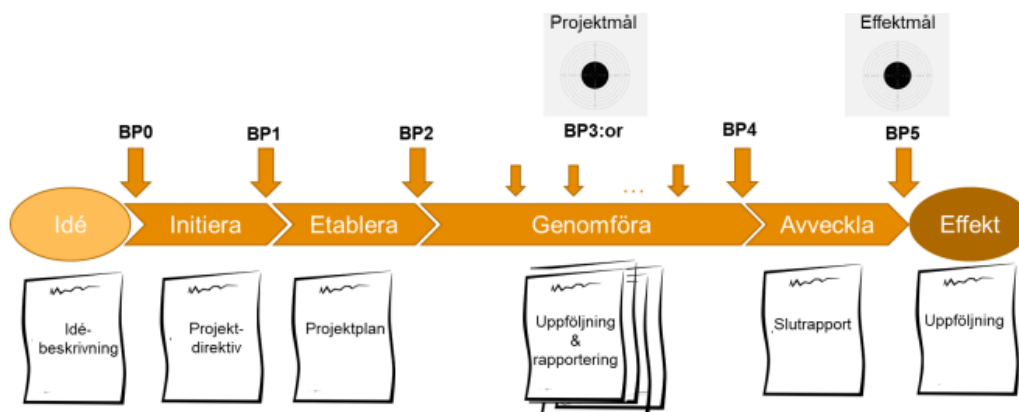 Projektmål
Effektmål
BP0
BP1
BP2
BP3:or
BP4
BP5
...
Idé
Initiera
Etablera
Genomföra
Avveckla
Effekt
Idé-
beskrivning
Projekt-
direktiv
Projektplan
Uppföljning
&
rapportering
Slutrapport
Uppföljning